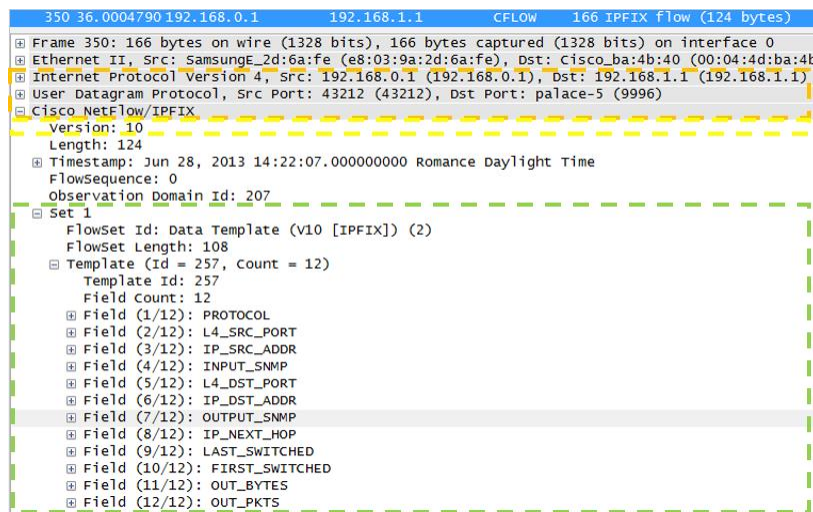 350 36.0004790 192.168.0.1 192.168.1.1 CFLOW 166 IPFIX flow (124 bytes)
Frame 350: 166 bytes on wire (1328 bits), 166 bytes captured (1328 bits) on interface 0
Ethernet II, Src: SamsungE_2d:6a:fe (e8:03:9a:2d:6a:fe), Dst: Cisco_ba:4b:40 (00:04:4d:ba:4b
Internet Protocol Version 4, Src: 192.168.0.1 (192.168.0.1), Dst: 192.168.1.1 (192.168.1.1)
User Datagram Protocol, Src Port: 43212 (43212), Dst Port: palace-5 (9996)
Cisco NetFlow/IPFIX
Version: 10
Length: 124
Timestamp: Jun 28, 2013 14:22:07.000000000 Romance Daylight Time
FlowSequence: 0
Observation Domain Id: 207
Set 1
FlowSet Id: Data Template (V10 [IPFIX]) (2)
FlowSet Length: 108
Template (Id = 257, Count = 12)
Template Id: 257
Field Count: 12
Field (1/12): PROTOCOL
Field (2/12): L4_SRC_PORT
Field (3/12): IP_SRC_ADDR
Field (4/12): INPUT_SNMP
Field (5/12): L4_DST_PORT
Field (6/12): IP_DST_ADDR
Field (7/12): OUTPUT_SNMP
Field (8/12): IP_NEXT_HOP
Field (9/12): LAST_SWITCHED
Field (10/12): FIRST_SWITCHED
Field (11/12): OUT_BYTES
Field (12/12): OUT_PKTS